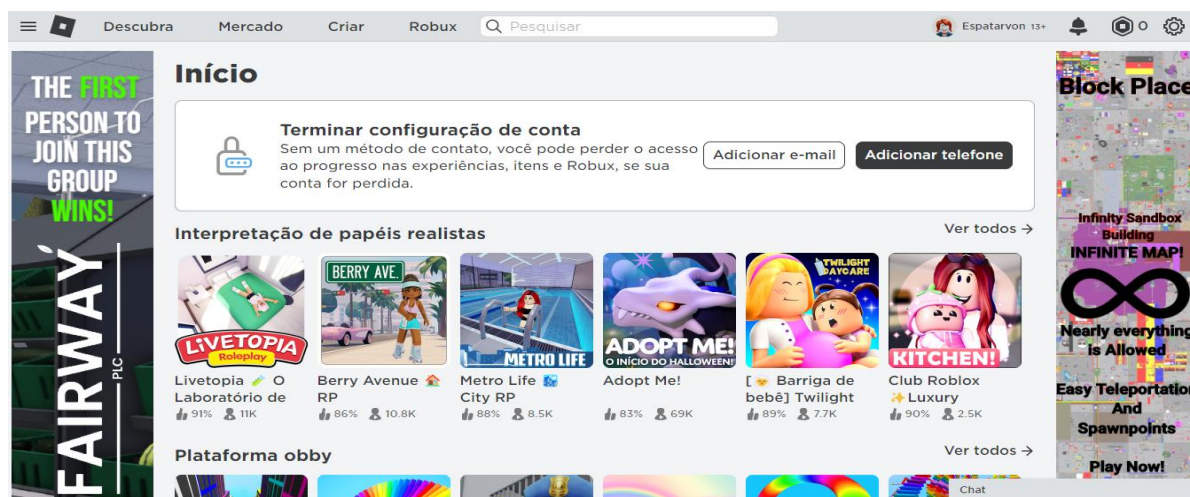 Descubra Mercado Criar Robux Pesquisar Espatarvon 13+ 0
THE FIRST
PERSON TO
JOIN THIS
GROUP
WINS!
FAIRWAY
PLC
Início
Terminar configuração de conta
Sem um método de contato, você pode perder o acesso
ao progresso nas experiências, itens e Robux, se sua
conta for perdida.
Adicionar e-mail
Adicionar telefone
Interpretação de papéis realistas
Ver todos →
LIVETOPIA
Roleplay
BERRY AVE.
METRO LIFE
ADOPT ME!
O INÍCIO DO HALLOWEEN!
TWILIGHT
DAYCARE
KITCHEN!
Livetopia 🧪 O
Laboratório de
91% 11K
Berry Avenue 🏠
RP
86% 10.8K
Metro Life
City RP
88% 8.5K
Adopt Me!
83% 69K
[👶 Barriga de
bebê] Twilight
89% 7.7K
Club Roblox
✨Luxury
90% 2.5K
Plataforma obby
Ver todos →
Block Place
Infinity Sandbox
Building
INFINITE MAP!
Nearly everything
is Allowed
Easy Teleportation
And
Spawnpoints
Play Now!
Chat